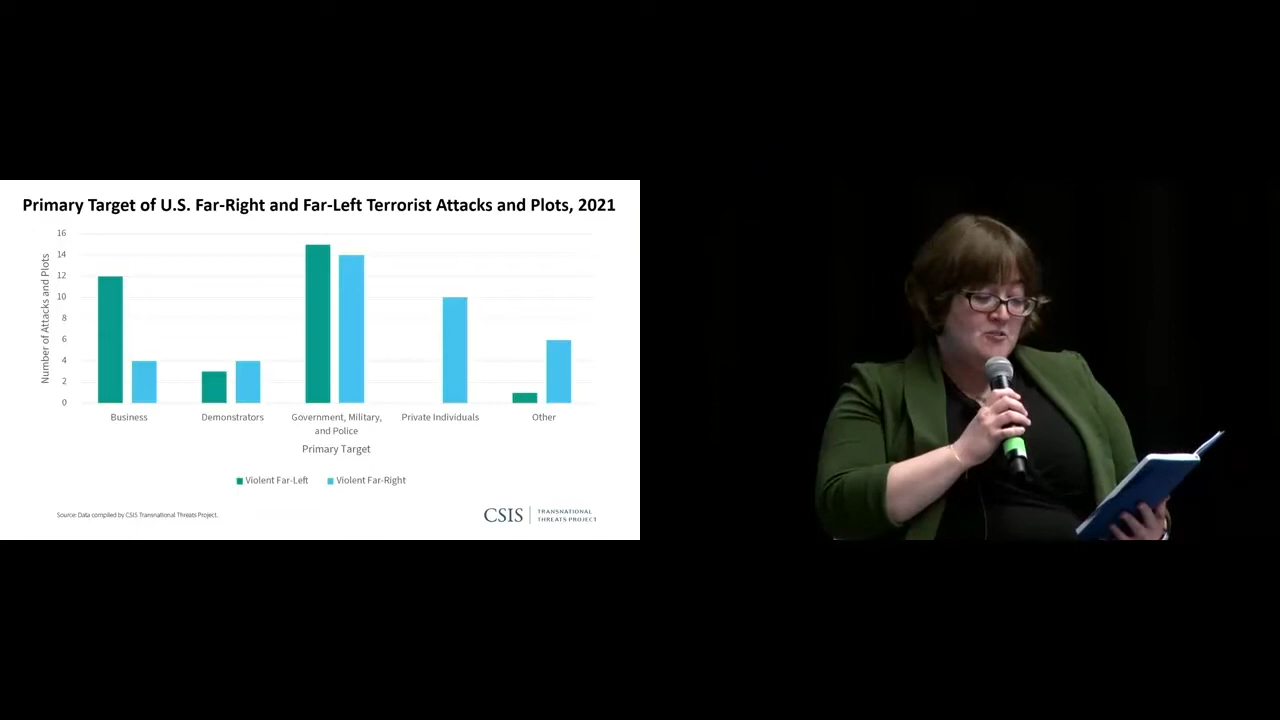 Primary Target of U.S. Far-Right and Far-Left Terrorist Attacks and Plots, 2021
Number of Attacks and Plots
16
14
12
10
8
6
4
2
0
Business
Demonstrators
Government, Military,
and Police
Private Individuals
Other
Primary Target
Violent Far-Left
Violent Far-Right
Source: Data compiled by CSIS Transnational Threats Project.
CSIS
TRANSNATIONAL
THREATS PROJECT